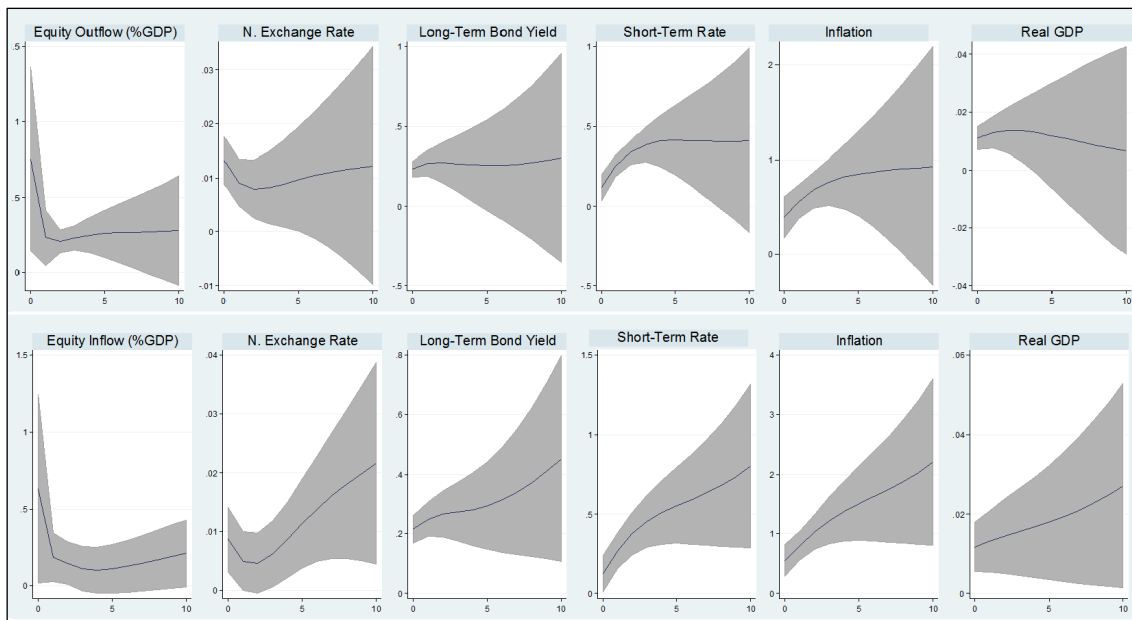 Equity Outflow (%GDP)
.5
1
.5
0
0 5 10
N. Exchange Rate
.03
.02
.01
0
-.01
0 5 10
Long-Term Bond Yield
1
.5
0
-.5
0 5 10
Short-Term Rate
1
.5
0
-.5
0 5 10
Inflation
2
1
0
0 5 10
Real GDP
.04
.02
0
-.02
-.04
0 5 10
Equity Inflow (%GDP)
1.5
1
.5
0
0 5 10
N. Exchange Rate
.04
.03
.02
.01
0
0 5 10
Long-Term Bond Yield
.8
.6
.4
.2
0
0 5 10
Short-Term Rate
1.5
1
.5
0
0 5 10
Inflation
4
3
2
1
0
0 5 10
Real GDP
.06
.04
.02
0
0 5 10